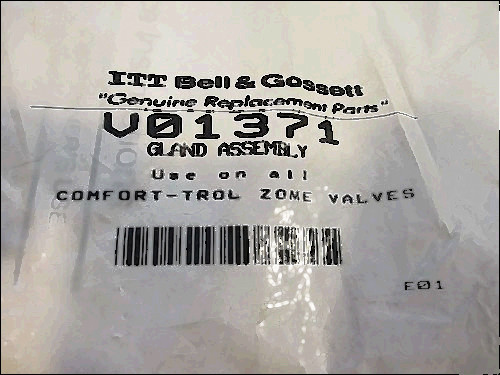 ITT Bell & Gossett
"Genuine Replacement Parts"
V01371
GLAND ASSEMBLY
Use on all
COMFORT-TROL ZONE VALVES
E01